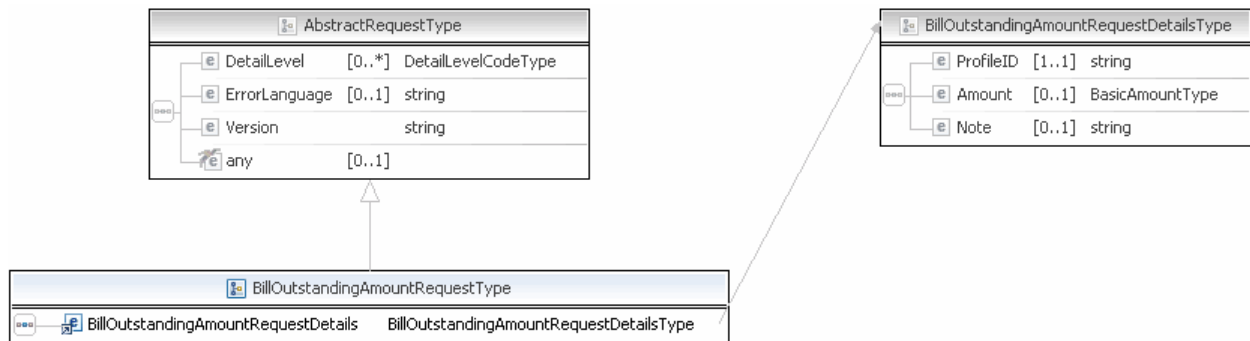 AbstractRequestType
e DetailLevel [0..*] DetailLevelCodeType
e ErrorLanguage [0..1] string
e Version string
e any [0..1]
BillOutstandingAmountRequestDetailsType
e ProfileID [1..1] string
e Amount [0..1] BasicAmountType
e Note [0..1] string
BillOutstandingAmountRequestType
e BillOutstandingAmountRequestDetails BillOutstandingAmountRequestDetailsType